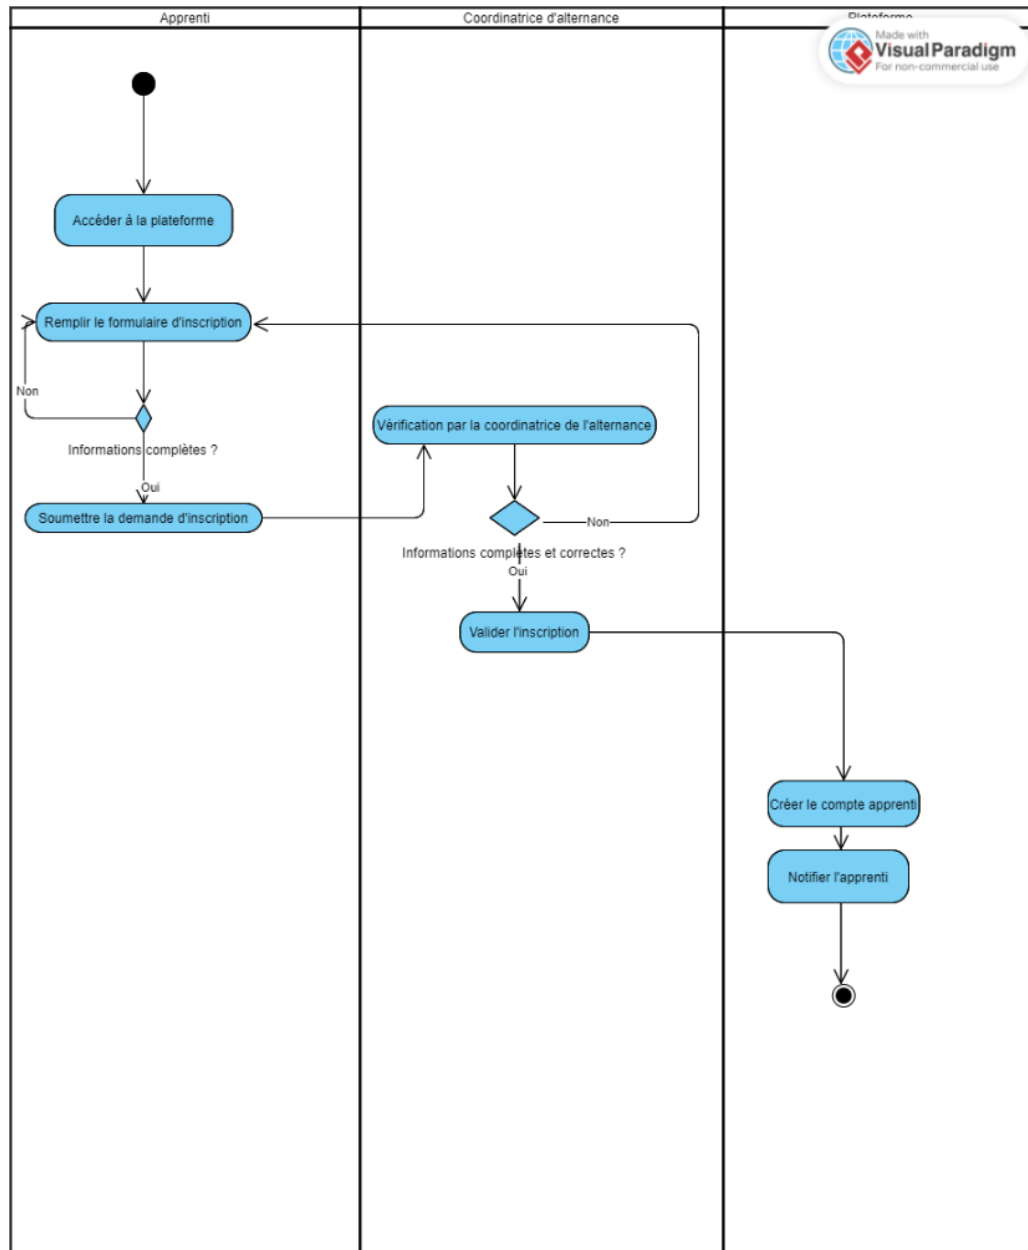 Apprenti
Coordinatrice d'alternance
Plateforme
Made with
Visual Paradigm
For non-commercial use
Accéder à la plateforme
Remplir le formulaire d'inscription
Non
Informations complètes ?
Oui
Soumettre la demande d'inscription
Vérification par la coordinatrice de l'alternance
Non
Informations complètes et correctes ?
Oui
Valider l'inscription
Créer le compte apprenti
Notifier l'apprenti